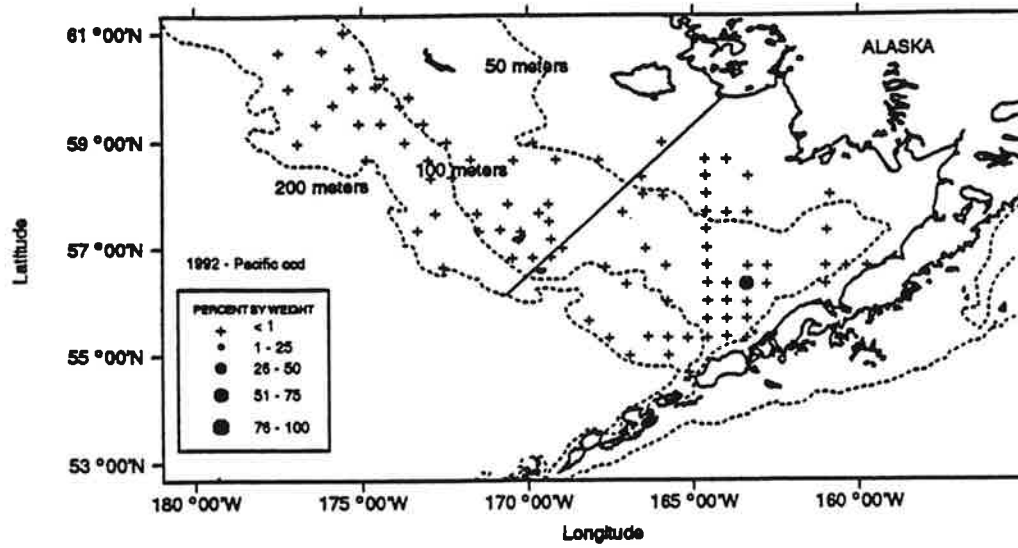 61 °00'N
59 °00'N
57 °00'N
55 °00'N
53 °00'N
Latitude
ALASKA
50 meters
100 meters
200 meters
1992 - Pacific cod
PERCENT BY WEIGHT
< 1
1 - 25
26 - 50
51 - 75
76 - 100
180 °00'W
175 °00'W
170 °00'W
165 °00'W
160 °00'W
Longitude